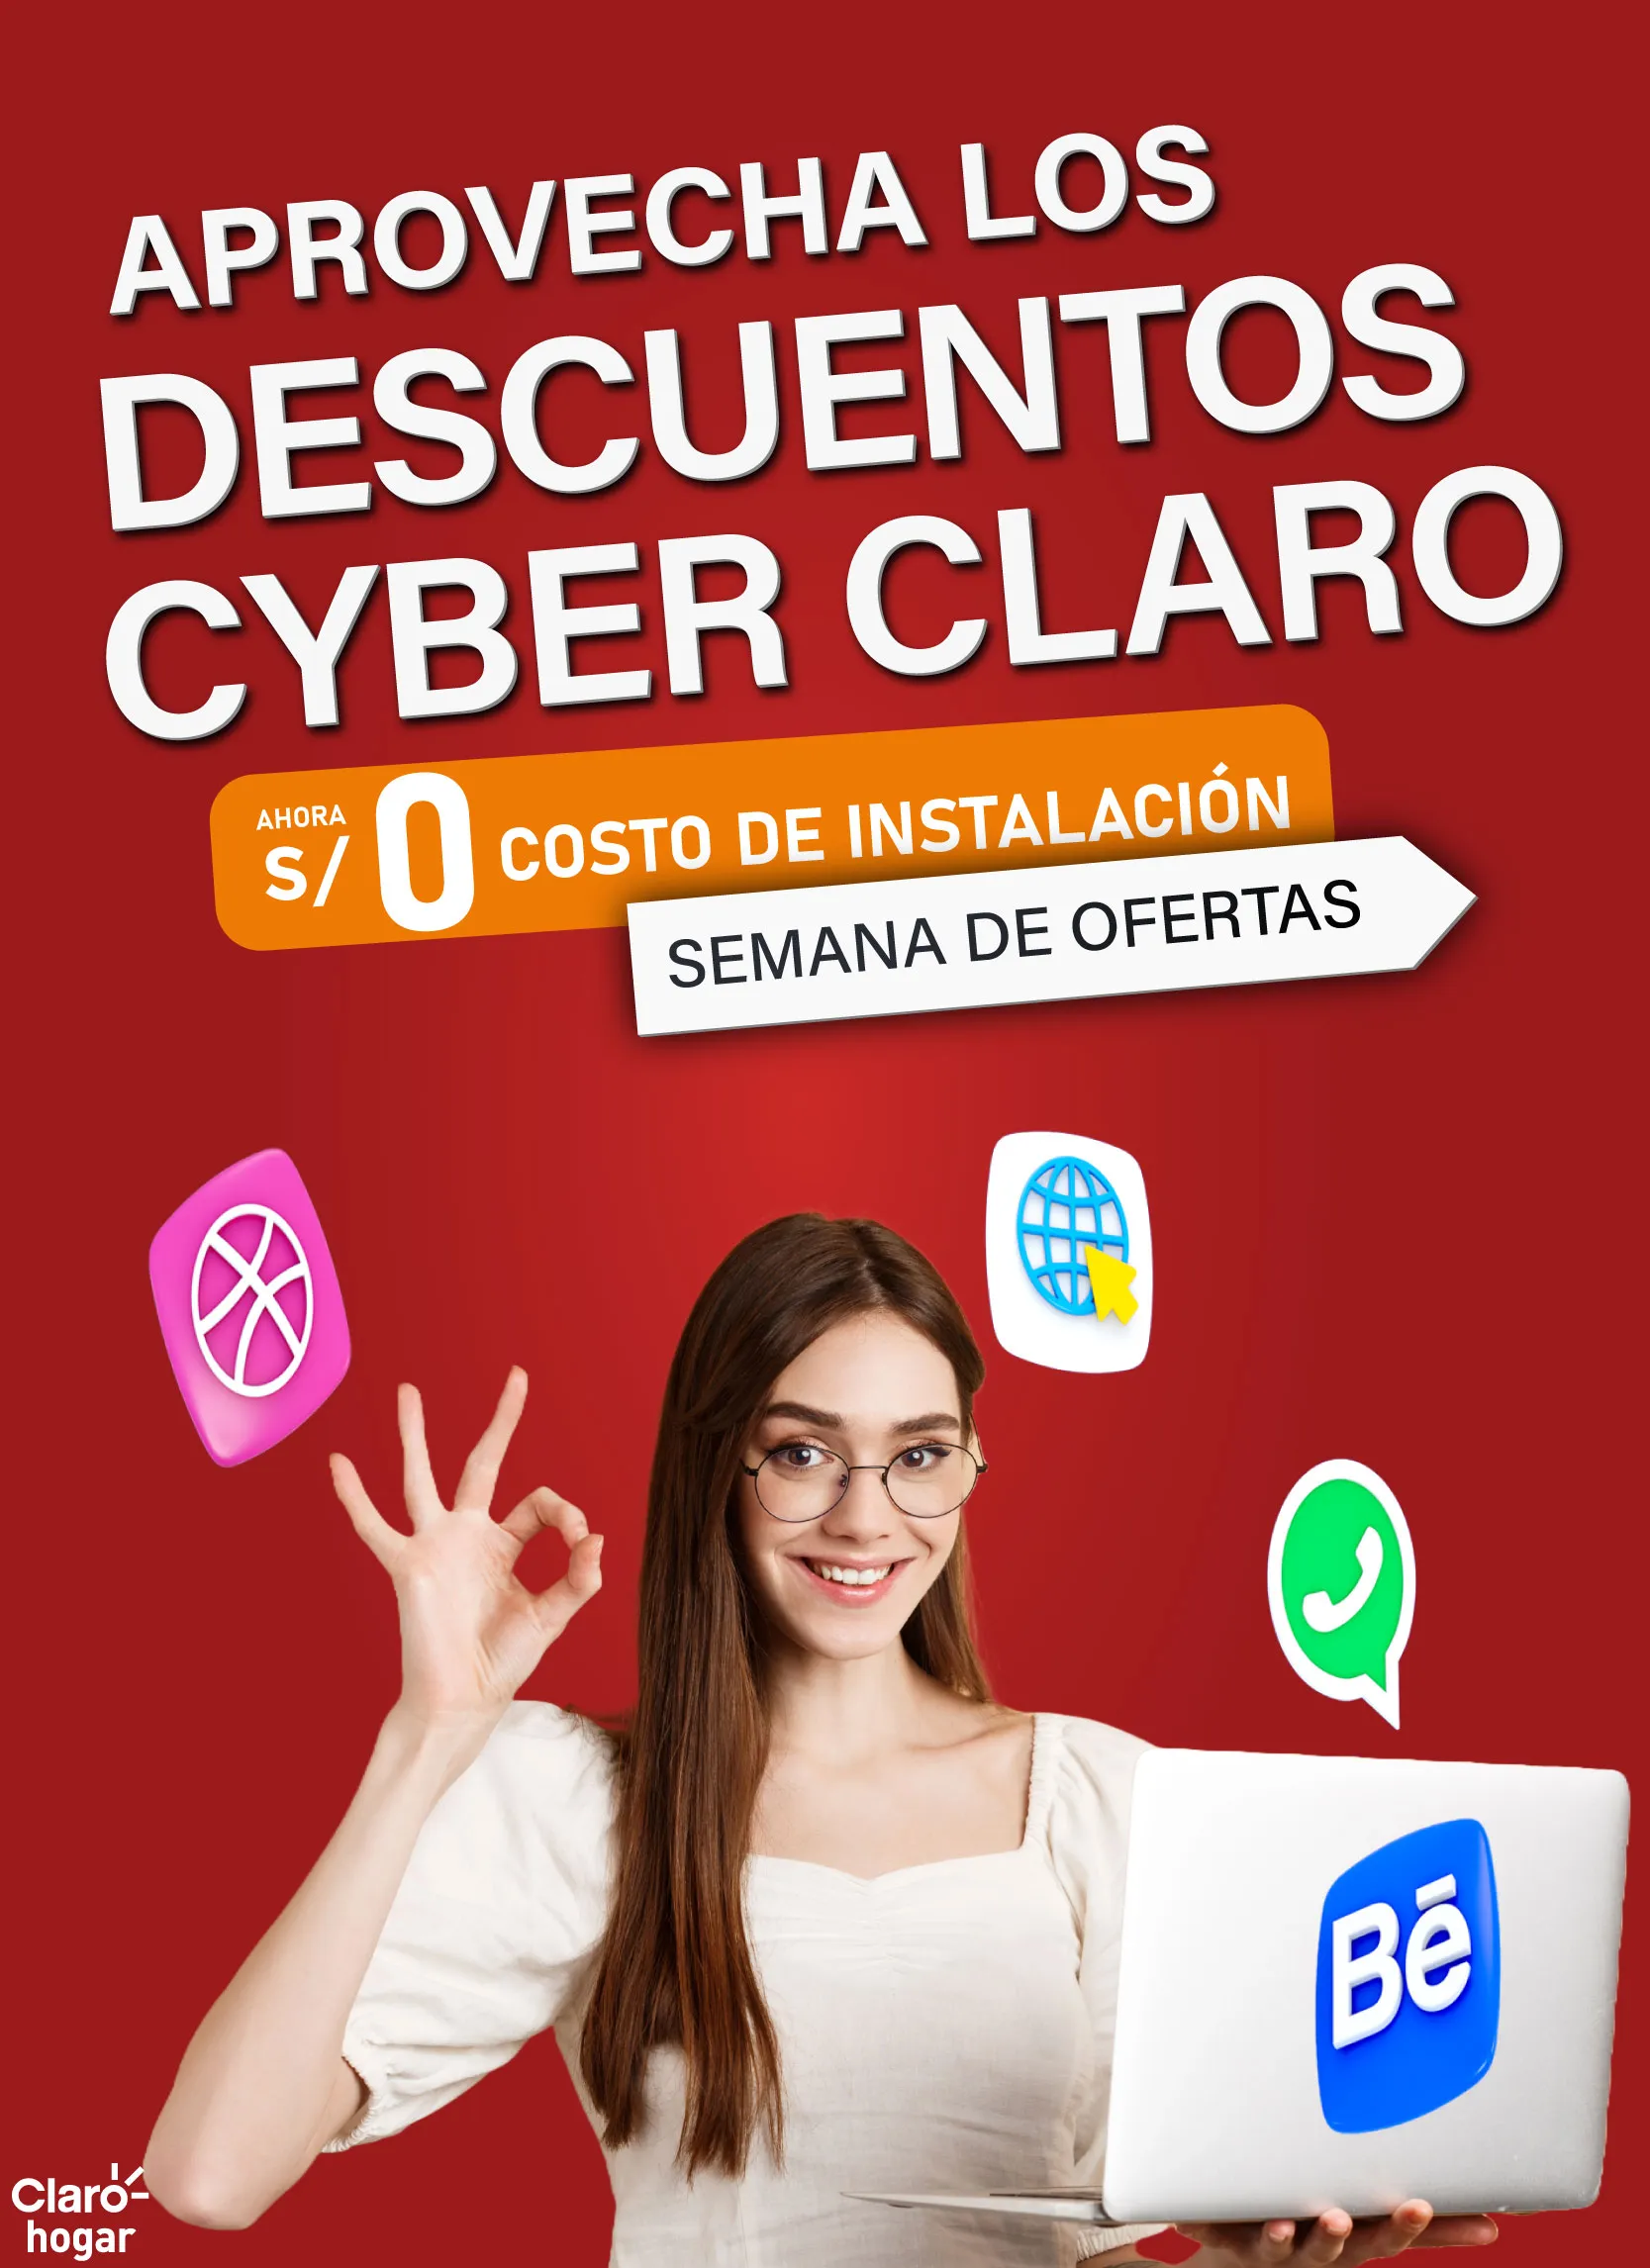 APROVECHA LOS
DESCUENTOS
CYBER CLARO
AHORA
S/ 0 COSTO DE INSTALACIÓN
SEMANA DE OFERTAS
Bē
Claro
hogar